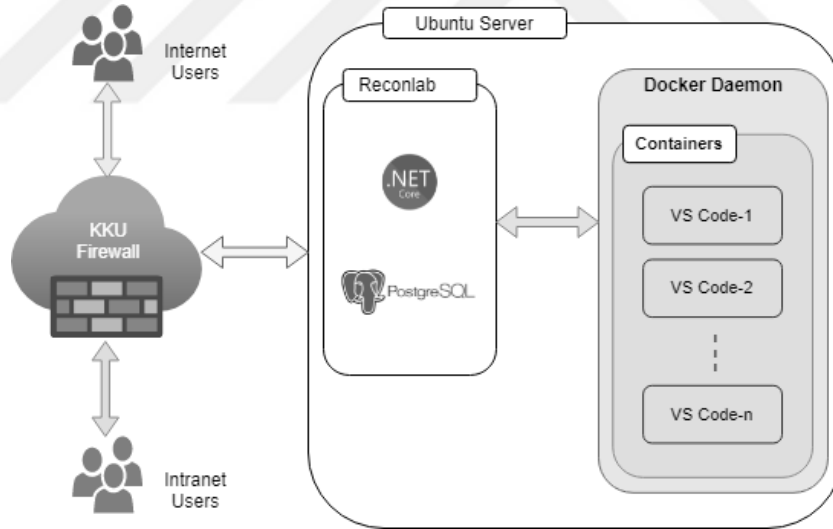 Internet
Users
KKU
Firewall
Intranet
Users
Ubuntu Server
Reconlab
.NET
Core
PostgreSQL
Docker Daemon
Containers
VS Code-1
VS Code-2
VS Code-n